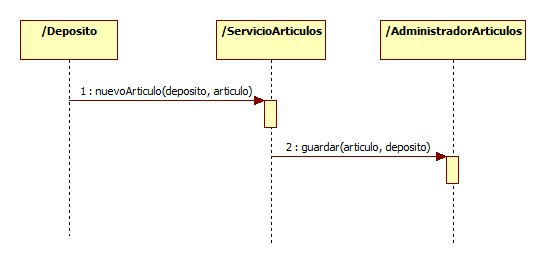 /Deposito
/ServicioArticulos
/AdministradorArticulos
1 : nuevoArticulo(deposito, articulo)
2 : guardar(articulo, deposito)